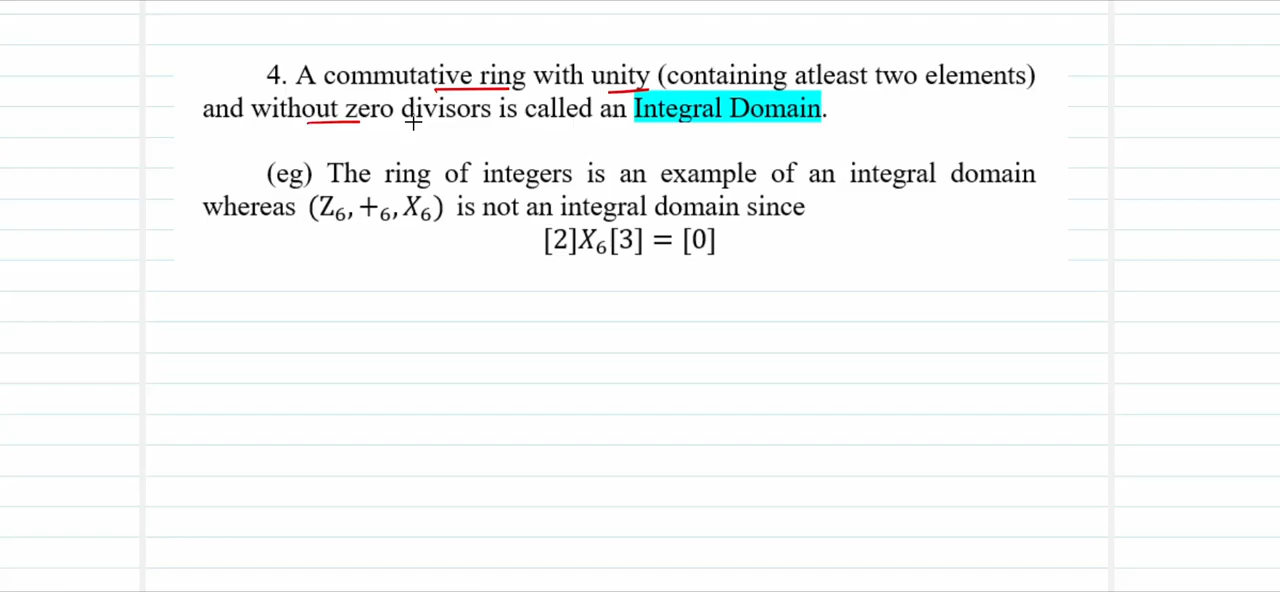 4. A commutative ring with unity (containing atleast two elements)
and without zero divisors is called an Integral Domain.
(eg) The ring of integers is an example of an integral domain
whereas (Z₆, +₆, X₆) is not an integral domain since
[2]X₆[3] = [0]